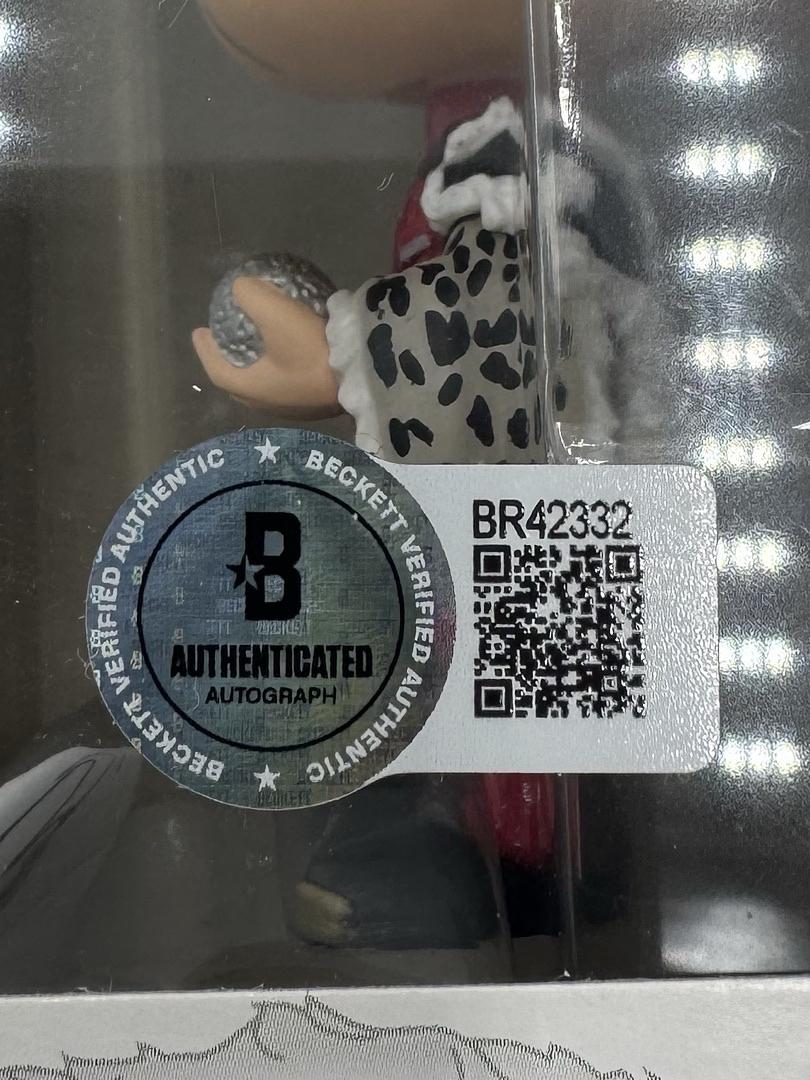 BECKETT VERIFIED AUTHENTIC
BECKETT VERIFIED AUTHENTIC
B
AUTHENTICATED
AUTOGRAPH
BR42332